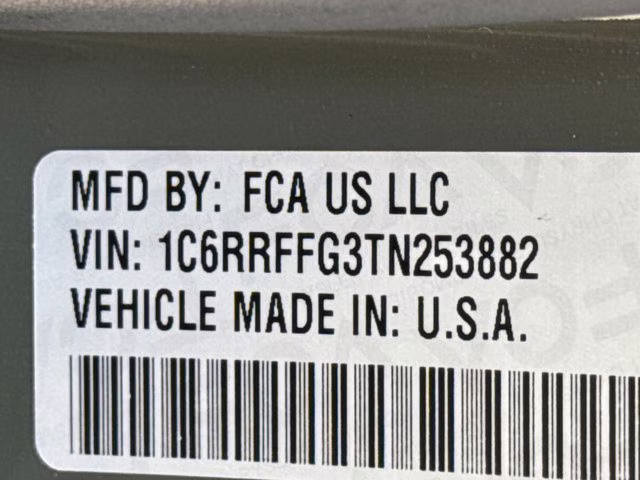 MFD BY: FCA US LLC
VIN: 1C6RRFFG3TN253882
VEHICLE MADE IN: U.S.A.